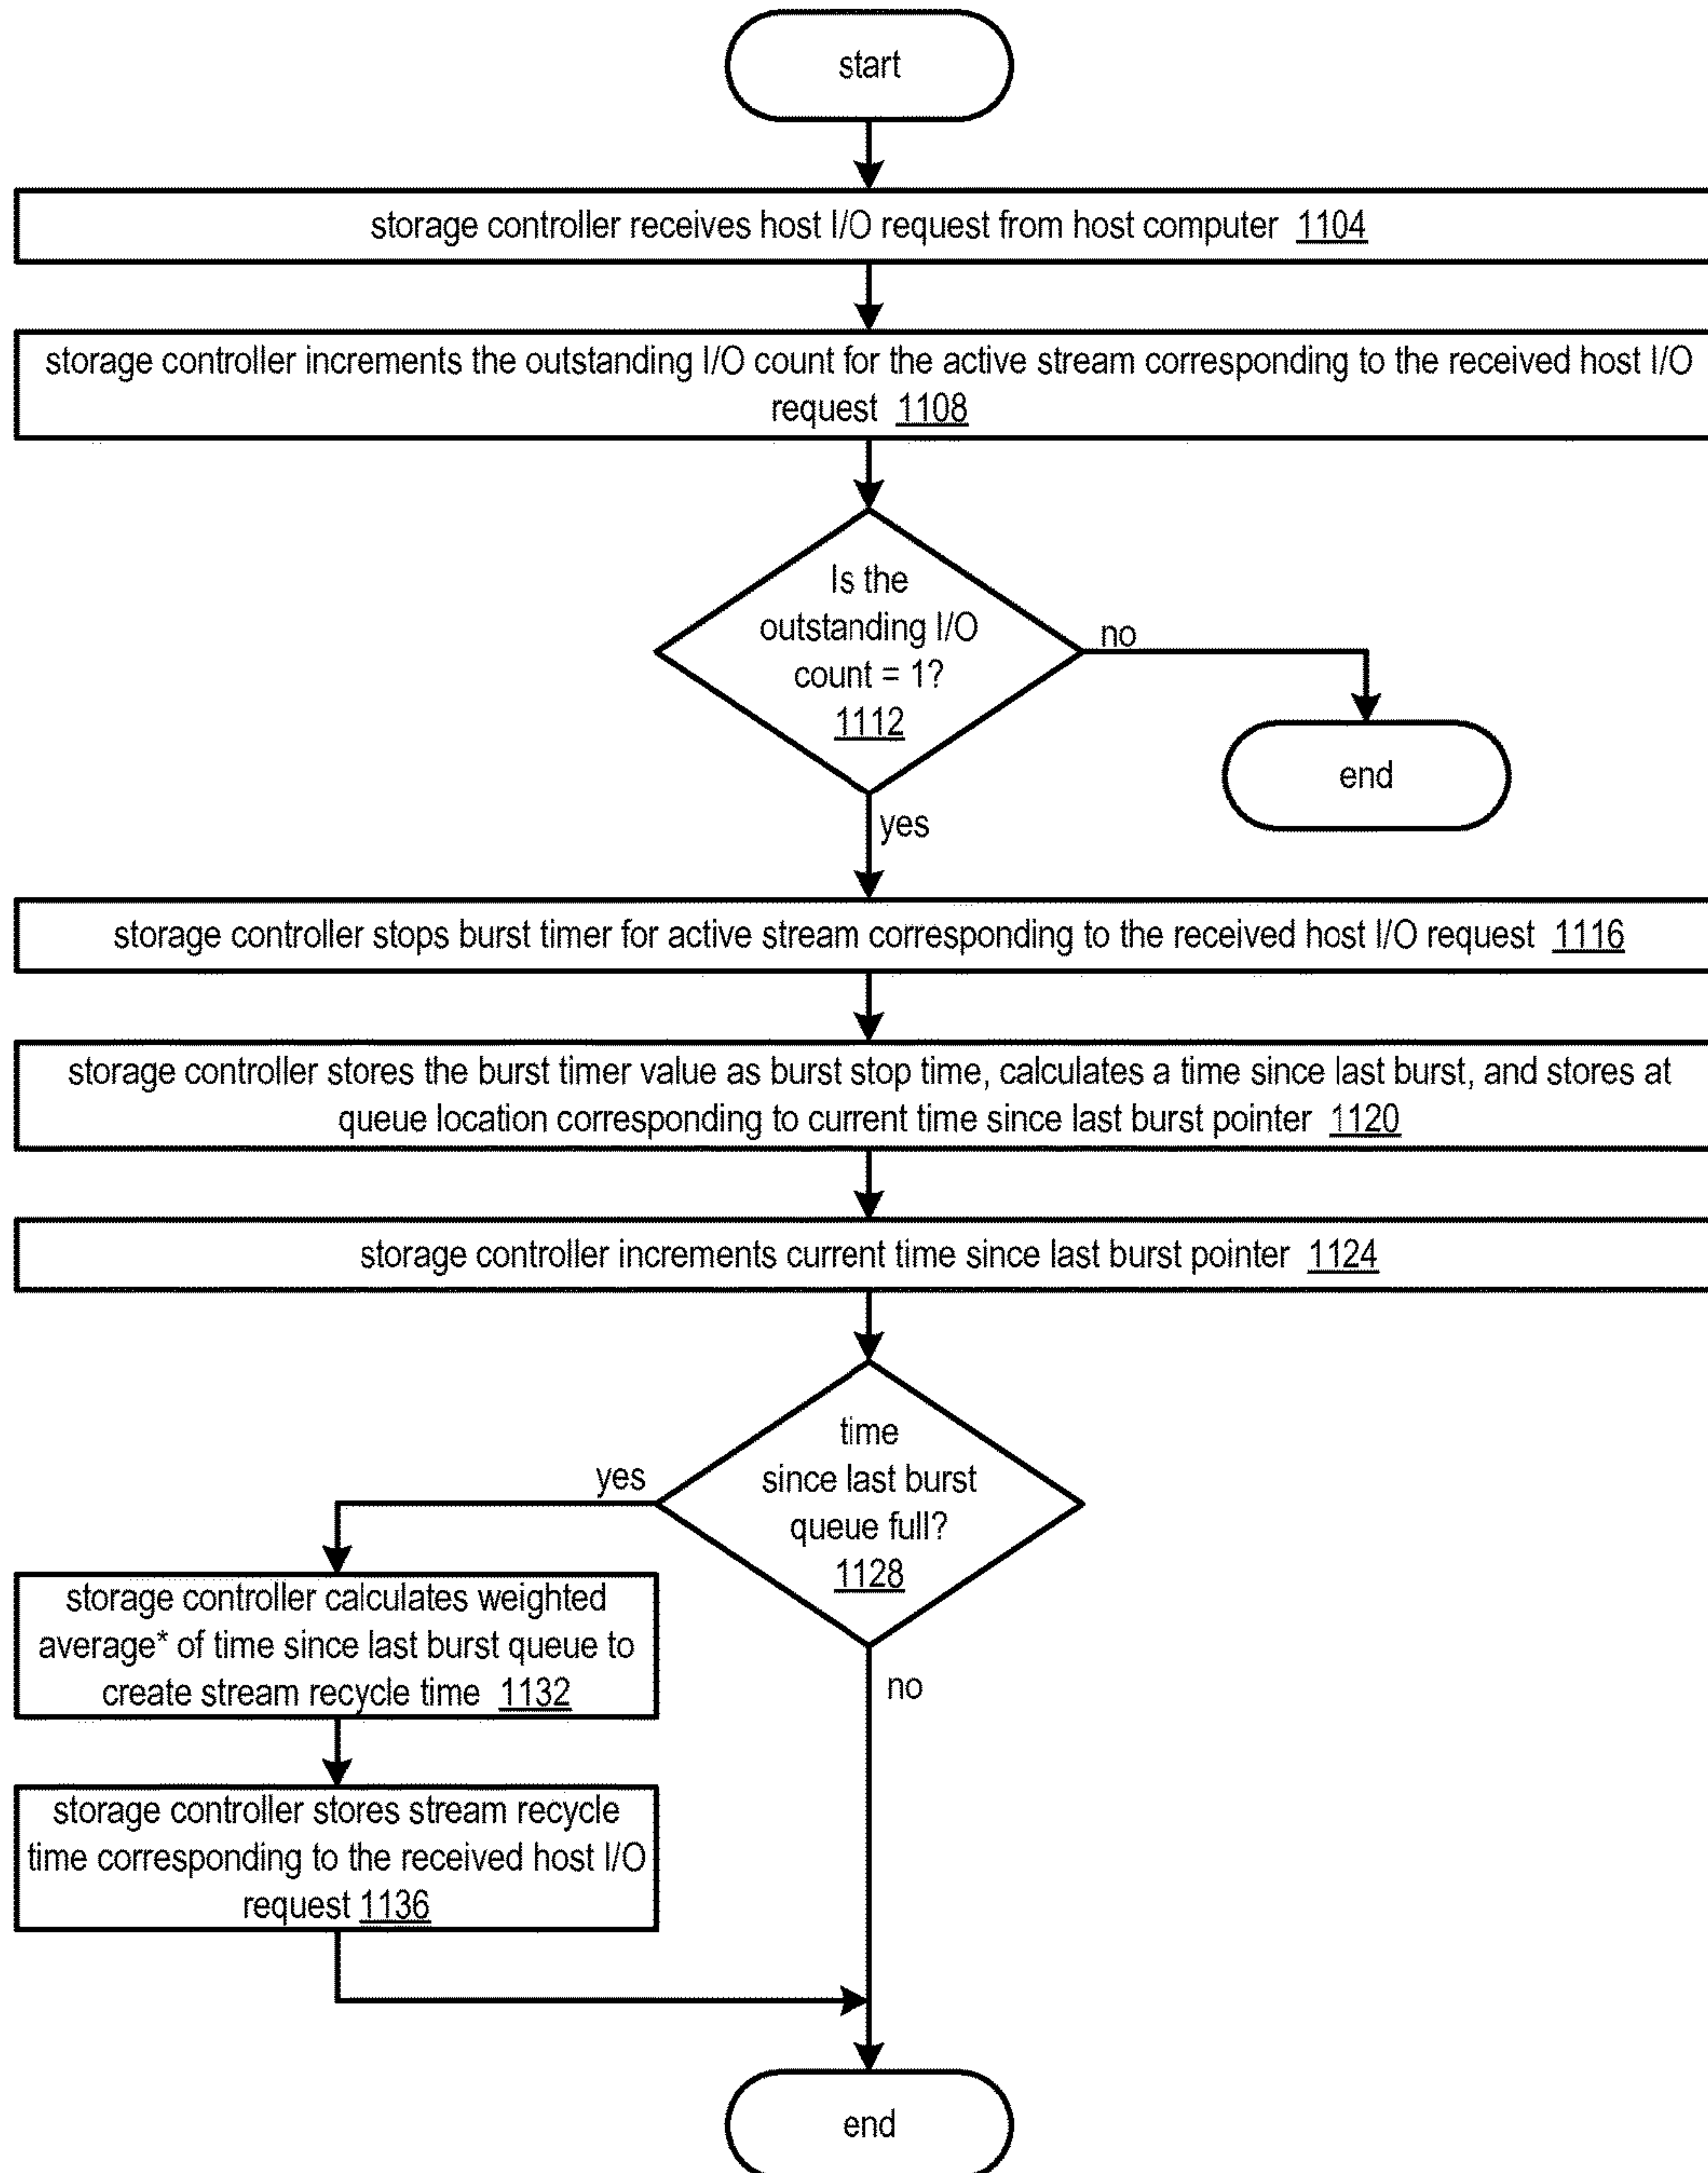 start
storage controller receives host I/O request from host computer 1104
storage controller increments the outstanding I/O count for the active stream corresponding to the received host I/O
request 1108
Is the
outstanding I/O
count = 1?
1112
no
end
yes
storage controller stops burst timer for active stream corresponding to the received host I/O request 1116
storage controller stores the burst timer value as burst stop time, calculates a time since last burst, and stores at
queue location corresponding to current time since last burst pointer 1120
storage controller increments current time since last burst pointer 1124
time
since last burst
queue full?
1128
yes
storage controller calculates weighted
average* of time since last burst queue to
create stream recycle time 1132
storage controller stores stream recycle
time corresponding to the received host I/O
request 1136
no
end